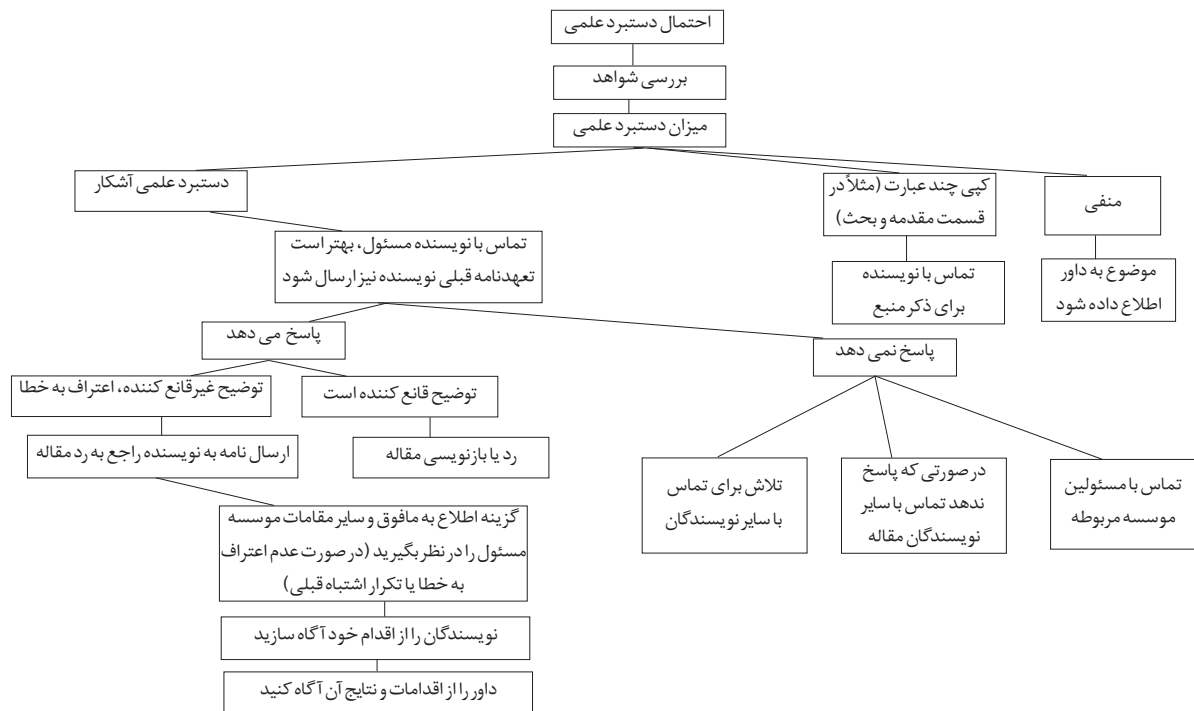 احتمال دستبرد علمی
بررسی شواهد
میزان دستبرد علمی
منفی
کپی چند عبارت (مثلاً در
قسمت مقدمه و بحث)
دستبرد علمی آشکار
موضوع به داور
اطلاع داده شود
تماس با نویسنده
برای ذکر منبع
تماس با نویسنده مسئول، بهتر است
تعهدنامه قبلی نویسنده نیز ارسال شود
پاسخ نمی دهد
پاسخ می دهد
توضیح قانع کننده است
توضیح غیرقانع کننده، اعتراف به خطا
رد یا بازنویسی مقاله
ارسال نامه به نویسنده راجع به رد مقاله
تماس با مسئولین
موسسه مربوطه
در صورتی که پاسخ
ندهد تماس با سایر
نویسندگان مقاله
تلاش برای تماس
با سایر نویسندگان
گزینه اطلاع به مافوق و سایر مقامات موسسه
مسئول را در نظر بگیرید (در صورت عدم اعتراف
به خطا یا تکرار اشتباه قبلی)
نویسندگان را از اقدام خود آگاه سازید
داور را از اقدامات و نتایج آن آگاه کنید